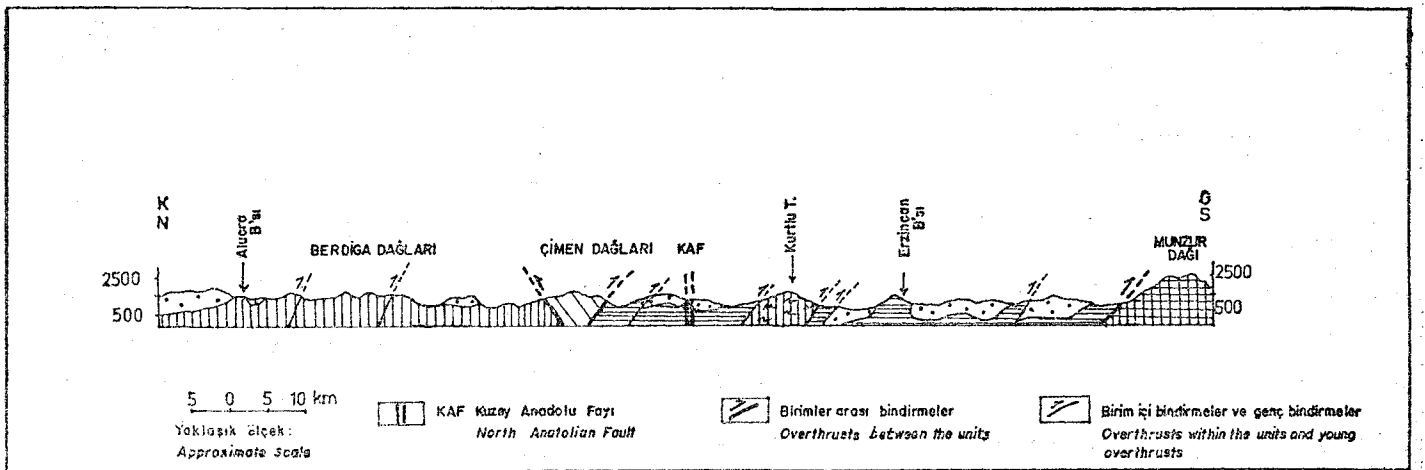 K
N
Alucra
B'sı
BERDİGA DAĞLARI
ÇİMEN DAĞLARI
KAF
Kurtlu T.
Erzincan
B'sı
G
S
MUNZUR
DAĞI
2500
500
2500
500
5 0 5 10 km
Yaklaşık ölçek:
Approximate Scale
KAF Kuzey Anadolu Fayı
North Anatolian Fault
Birimler arası bindirmeler
Overthrusts between the units
Birim içi bindirmeler ve genç bindirmeler
Overthrusts within the units and young
overthrusts